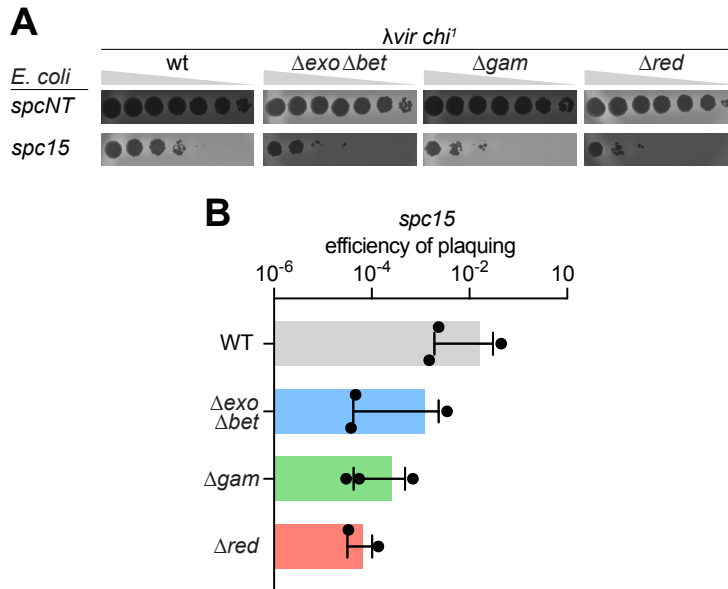 A
λvir chi¹
E. coli
wt
ΔexoΔbet
Δgam
Δred
spcNT
spc15
B
spc15
efficiency of plaquing
10⁻⁶ 10⁻⁴ 10⁻² 10
WT
Δexo
Δbet
Δgam
Δred